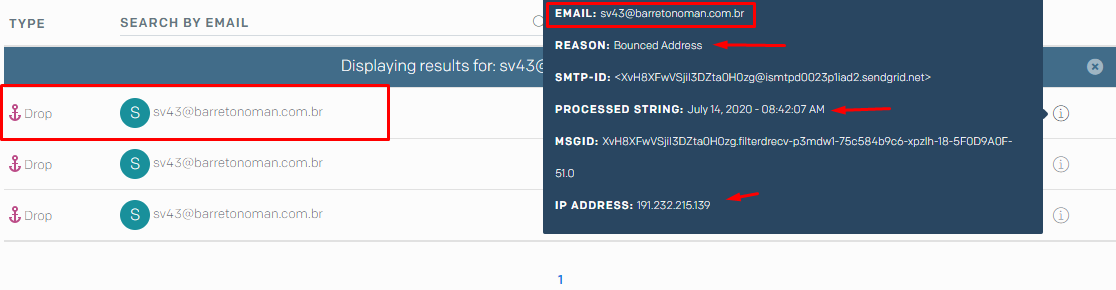 TYPE
SEARCH BY EMAIL
Displaying results for: sv43@
Drop
S sv43@barretonoman.com.br
Drop
S sv43@barretonoman.com.br
Drop
S sv43@barretonoman.com.br
EMAIL: sv43@barretonoman.com.br
REASON: Bounced Address
SMTP-ID: <XvH8XFwVSjiI3DZta0H0zg@ismtpd0023p1iad2.sendgrid.net>
PROCESSED STRING: July 14, 2020 - 08:42:07 AM
MSGID: XvH8XFwVSjiI3DZta0H0zg.filterdrecv-p3mdw1-75c584b9c6-xpzlh-18-5F0D9A0F-
51.0
IP ADDRESS: 191.232.215.139
1